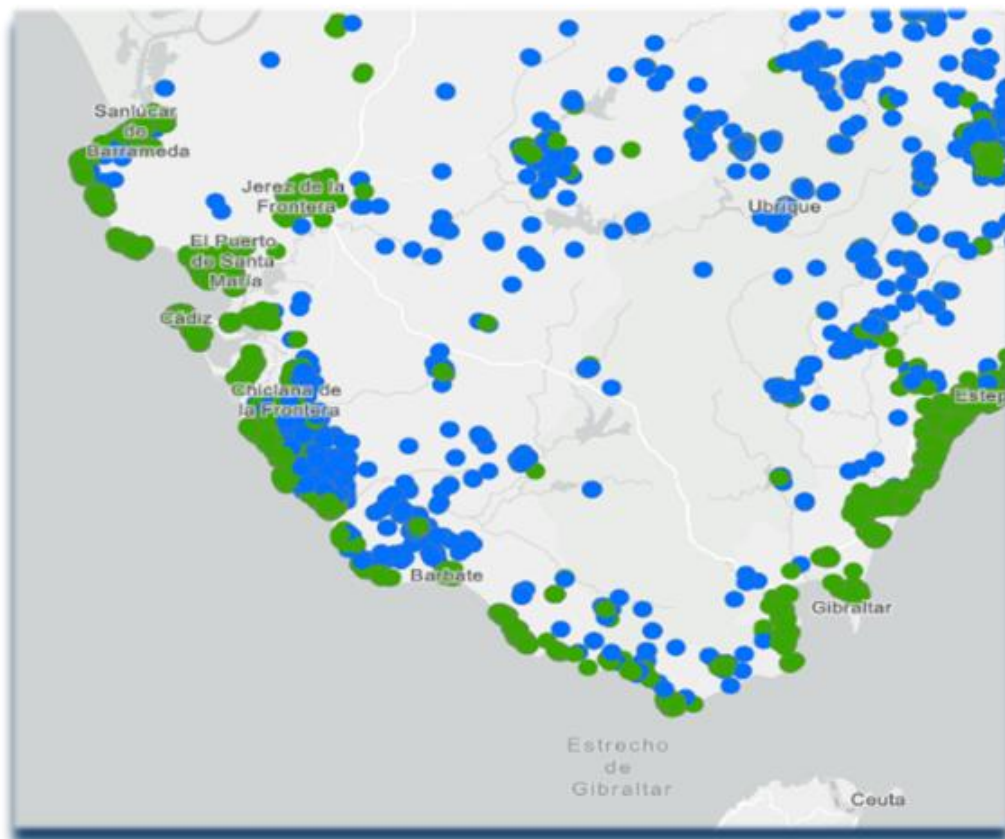 Sanlúcar
de
Barrameda
Jerez de la
Frontera
Ubrique
El Puerto
de Santa
María
Cádiz
Chiclana de
la Frontera
Estep
Barbate
Gibraltar
Estrecho
de
Gibraltar
Ceuta